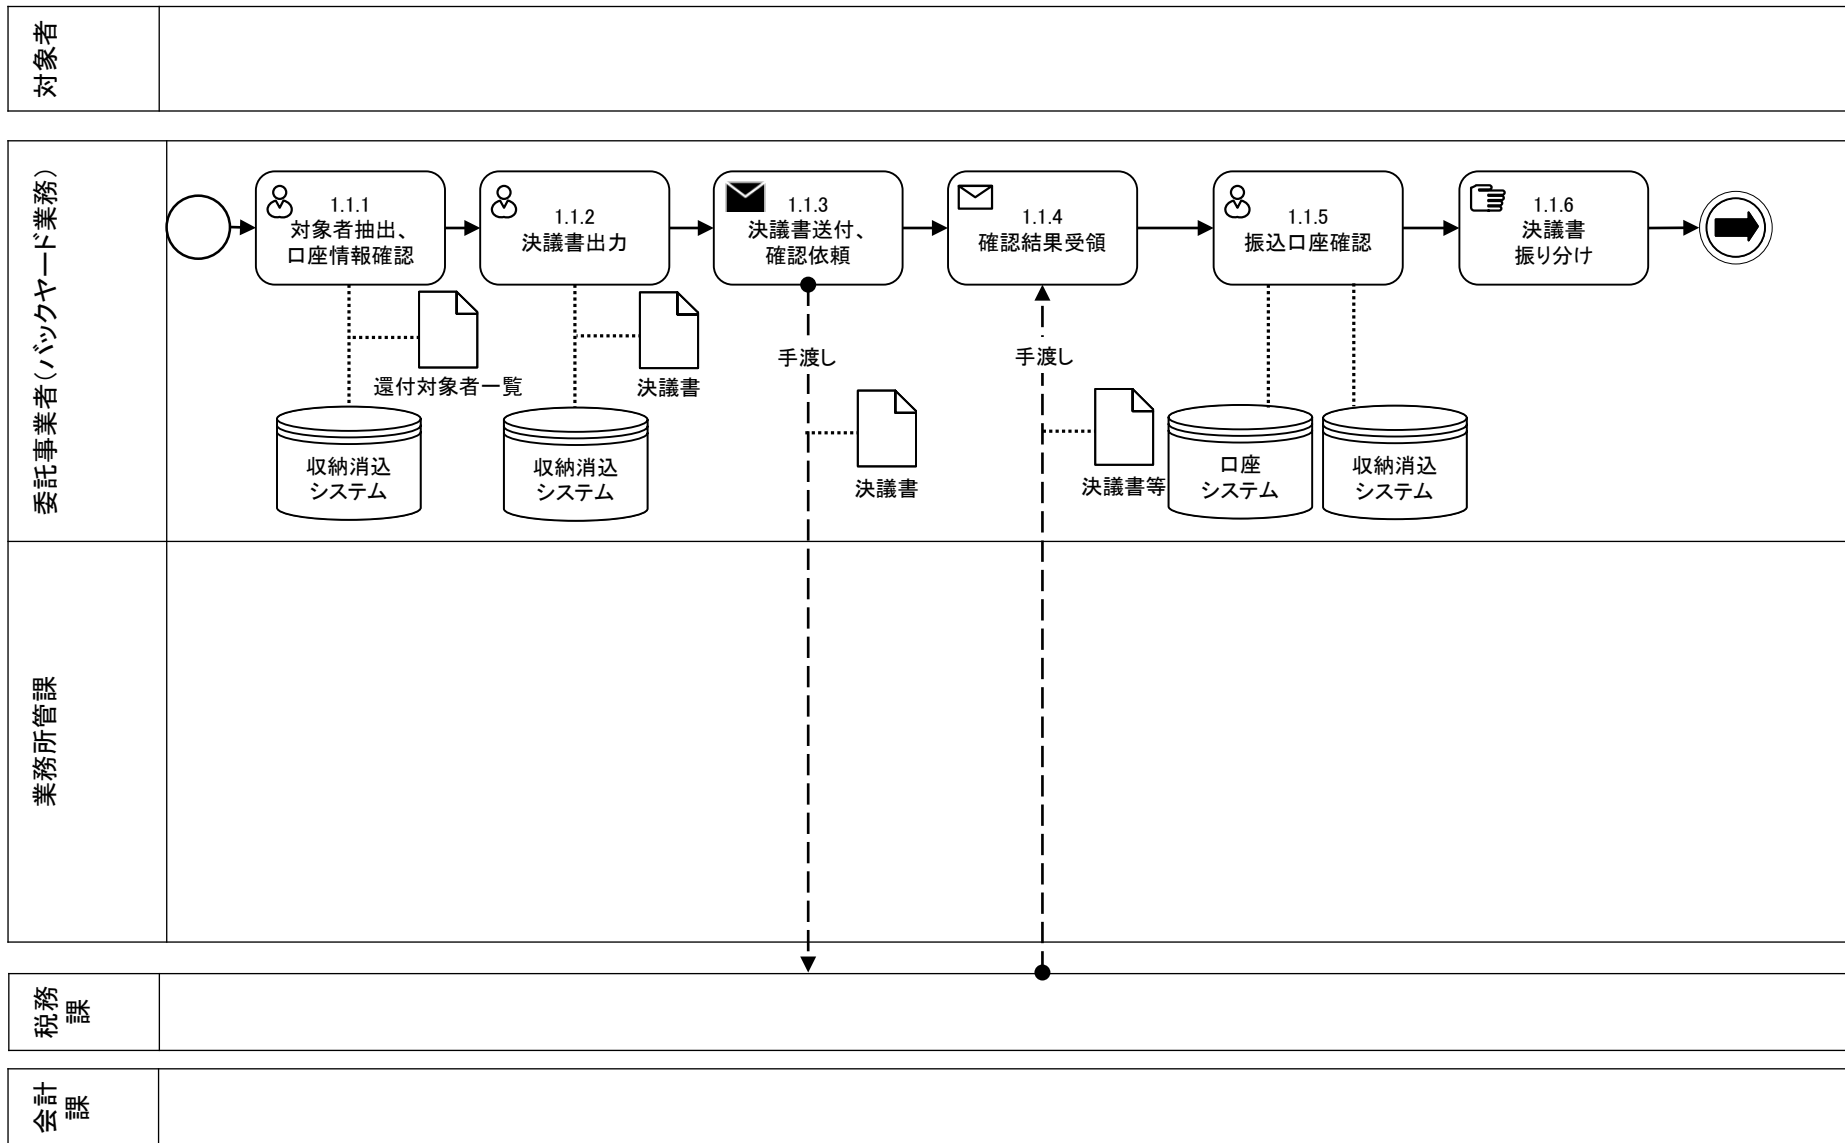 対象者
委託事業者（バックヤード業務）
1.1.1
対象者抽出、
口座情報確認
1.1.2
決議書出力
1.1.3
決議書送付、
確認依頼
1.1.4
確認結果受領
1.1.5
振込口座確認
1.1.6
決議書
振り分け
還付対象者一覧
決議書
手渡し
手渡し
収納消込
システム
収納消込
システム
決議書
決議書等
口座
システム
収納消込
システム
業務所管課
税務
課
会計
課